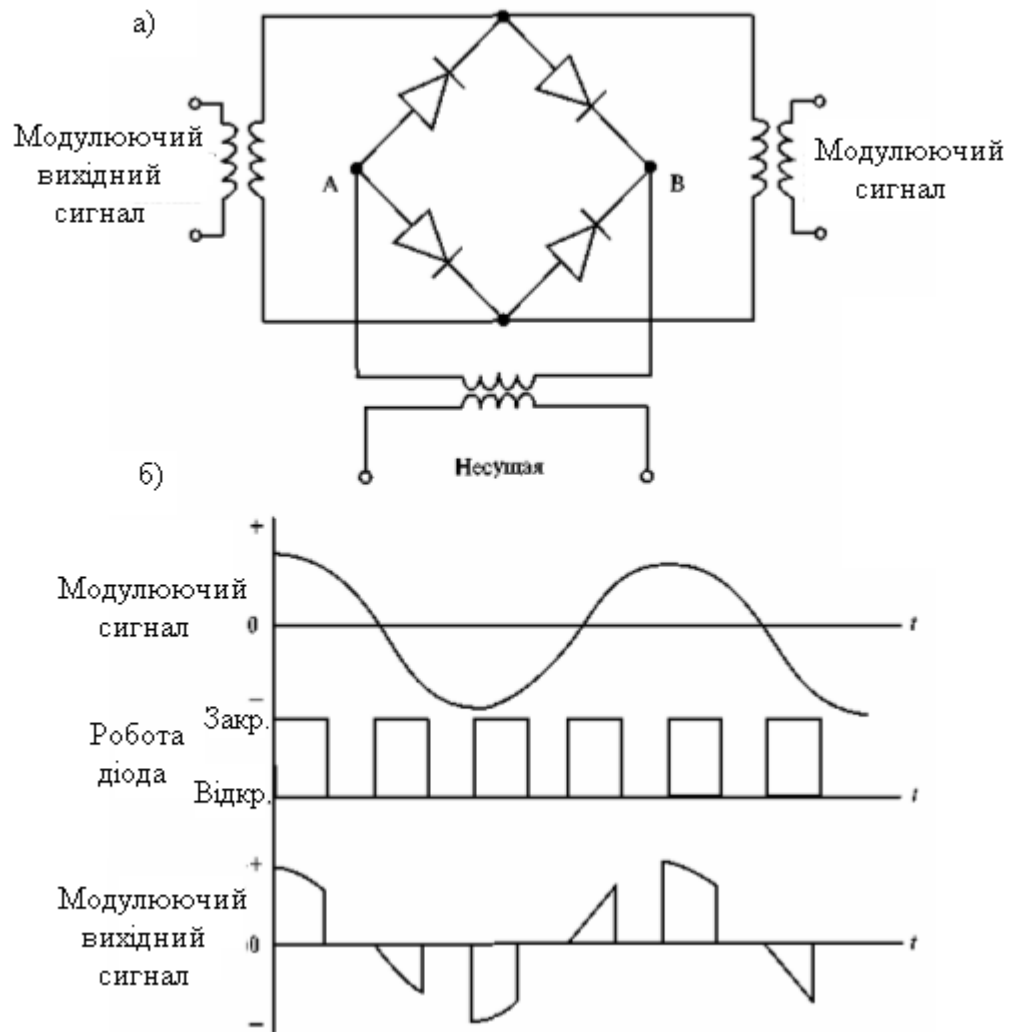 а)
Модулюючий
вихідний
сигнал
А
В
Модулюючий
сигнал
Несущая
б)
+
Модулюючий
сигнал
0
t
–
Закр.
Робота
діода
Відкр.
t
+
Модулюючий
вихідний
сигнал
0
t
–